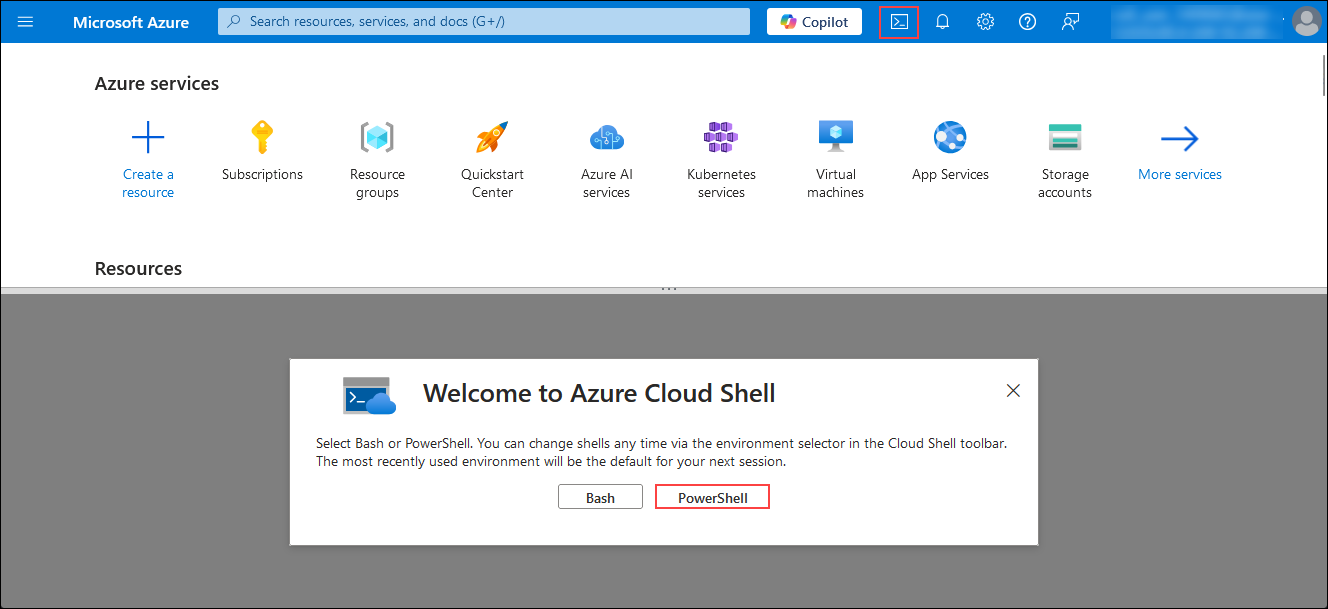 Microsoft Azure
Search resources, services, and docs (G+/)
Copilot
Azure services
Create a
resource
Subscriptions
Resource
groups
Quickstart
Center
Azure AI
services
Kubernetes
services
Virtual
machines
App Services
Storage
accounts
More services
Resources
Welcome to Azure Cloud Shell
Select Bash or PowerShell. You can change shells any time via the environment selector in the Cloud Shell toolbar.
The most recently used environment will be the default for your next session.
Bash
PowerShell